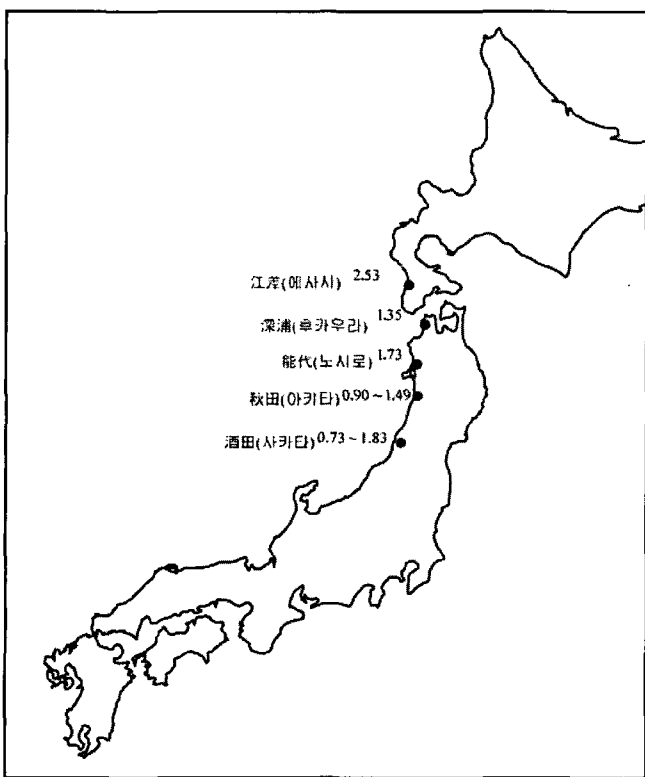 江差(에사시) 2.53
深浦(후카우라) 1.35
能代(노시로) 1.73
秋田(아키타) 0.90 ~ 1.49
酒田(사카타) 0.73 ~ 1.83